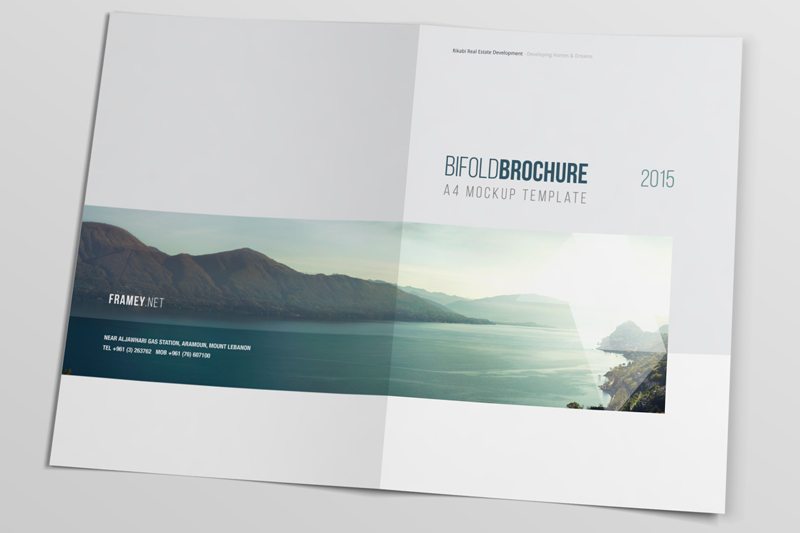 Rikabi Real Estate Development - Developing Homes & Dreams
BIFOLDBROCHURE
2015
A4 MOCKUP TEMPLATE
FRAMEY.NET
NEAR ALJAWHARI GAS STATION, ARAMOUN, MOUNT LEBANON
TEL +961 (3) 263762 MOB +961 (76) 607100